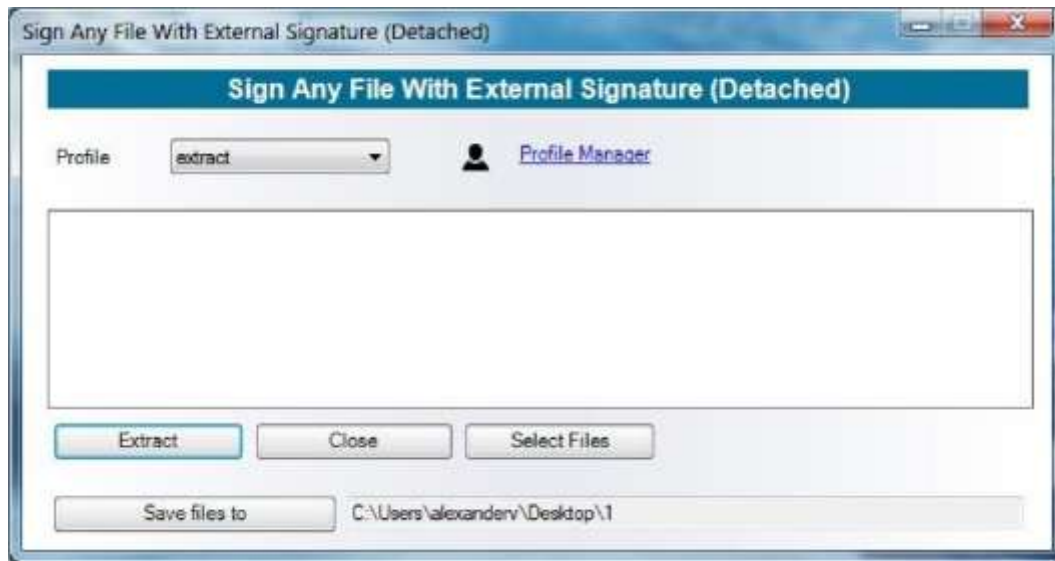 Sign Any File With External Signature (Detached)
Sign Any File With External Signature (Detached)
Profile extract Profile Manager
Extract Close Select Files
Save files to C:\Users\alexanderv\Desktop\1